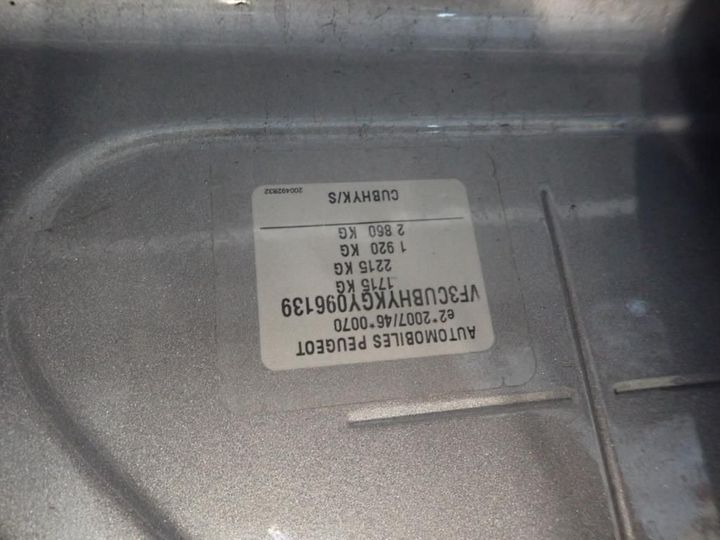 AUTOMOBILES PEUGEOT
e2*2007/46*0070
VF3CUBHYKGY096139
1715 KG
2215 KG
1 920 KG
2 860 KG
CUBHYK/S
200492832